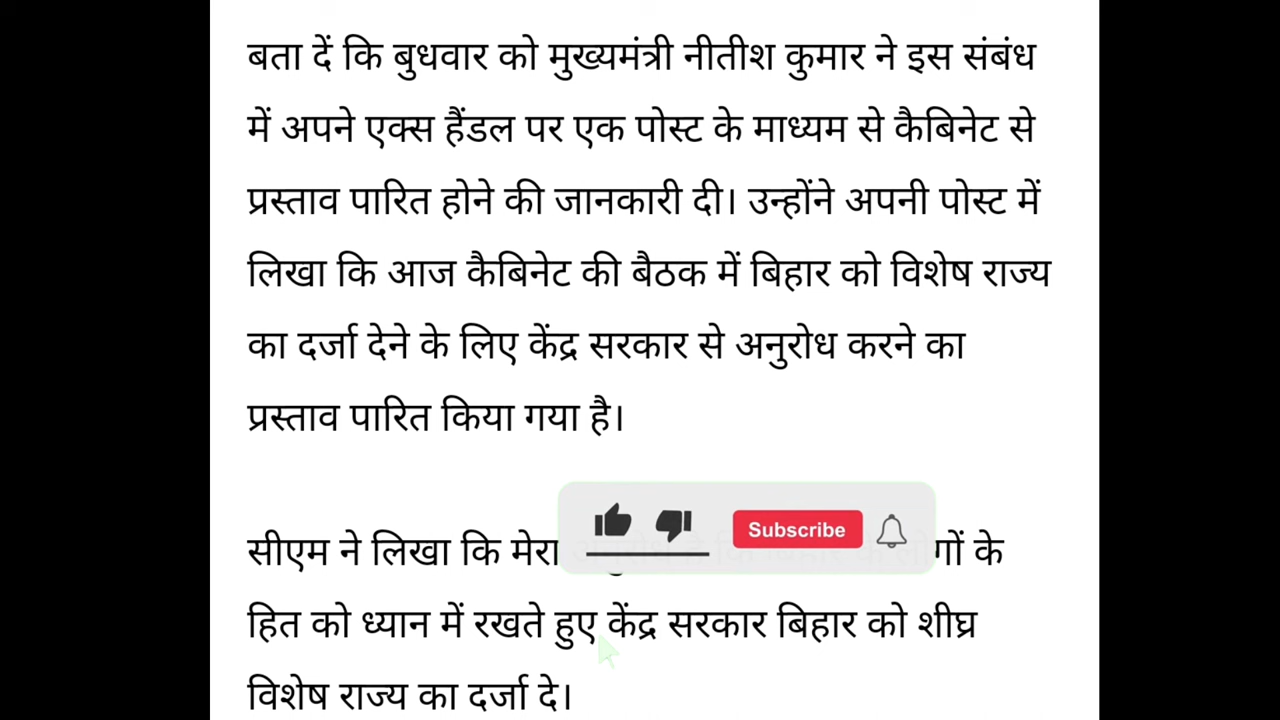 बता दें कि बुधवार को मुख्यमंत्री नीतीश कुमार ने इस संबंध
में अपने एक्स हैंडल पर एक पोस्ट के माध्यम से कैबिनेट से
प्रस्ताव पारित होने की जानकारी दी। उन्होंने अपनी पोस्ट में
लिखा कि आज कैबिनेट की बैठक में बिहार को विशेष राज्य
का दर्जा देने के लिए केंद्र सरकार से अनुरोध करने का
प्रस्ताव पारित किया गया है।
Subscribe
सीएम ने लिखा कि मेरा के
हित को ध्यान में रखते हुए केंद्र सरकार बिहार को शीघ्र
विशेष राज्य का दर्जा दे।